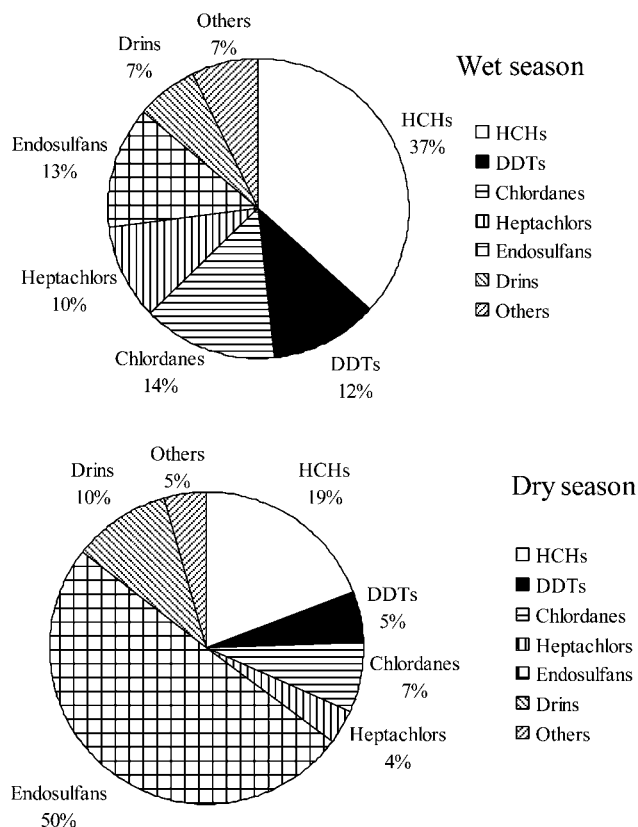 Wet season
Others
7%
Drins
7%
HCHs
37%
Endosulfans
13%
Heptachlors
10%
Chlordanes
14%
DDTs
12%
HCHs
DDTs
Chlordanes
Heptachlors
Endosulfans
Drins
Others
Dry season
Others
5%
Drins
10%
HCHs
19%
DDTs
5%
Chlordanes
7%
Heptachlors
4%
Endosulfans
50%
HCHs
DDTs
Chlordanes
Heptachlors
Endosulfans
Drins
Others